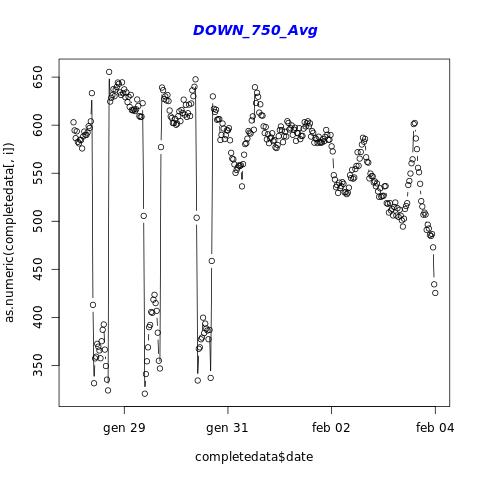 DOWN_750_Avg
as.numeric(completedata[, i])
650
600
550
500
450
400
350
gen 29
gen 31
feb 02
feb 04
completedata$date